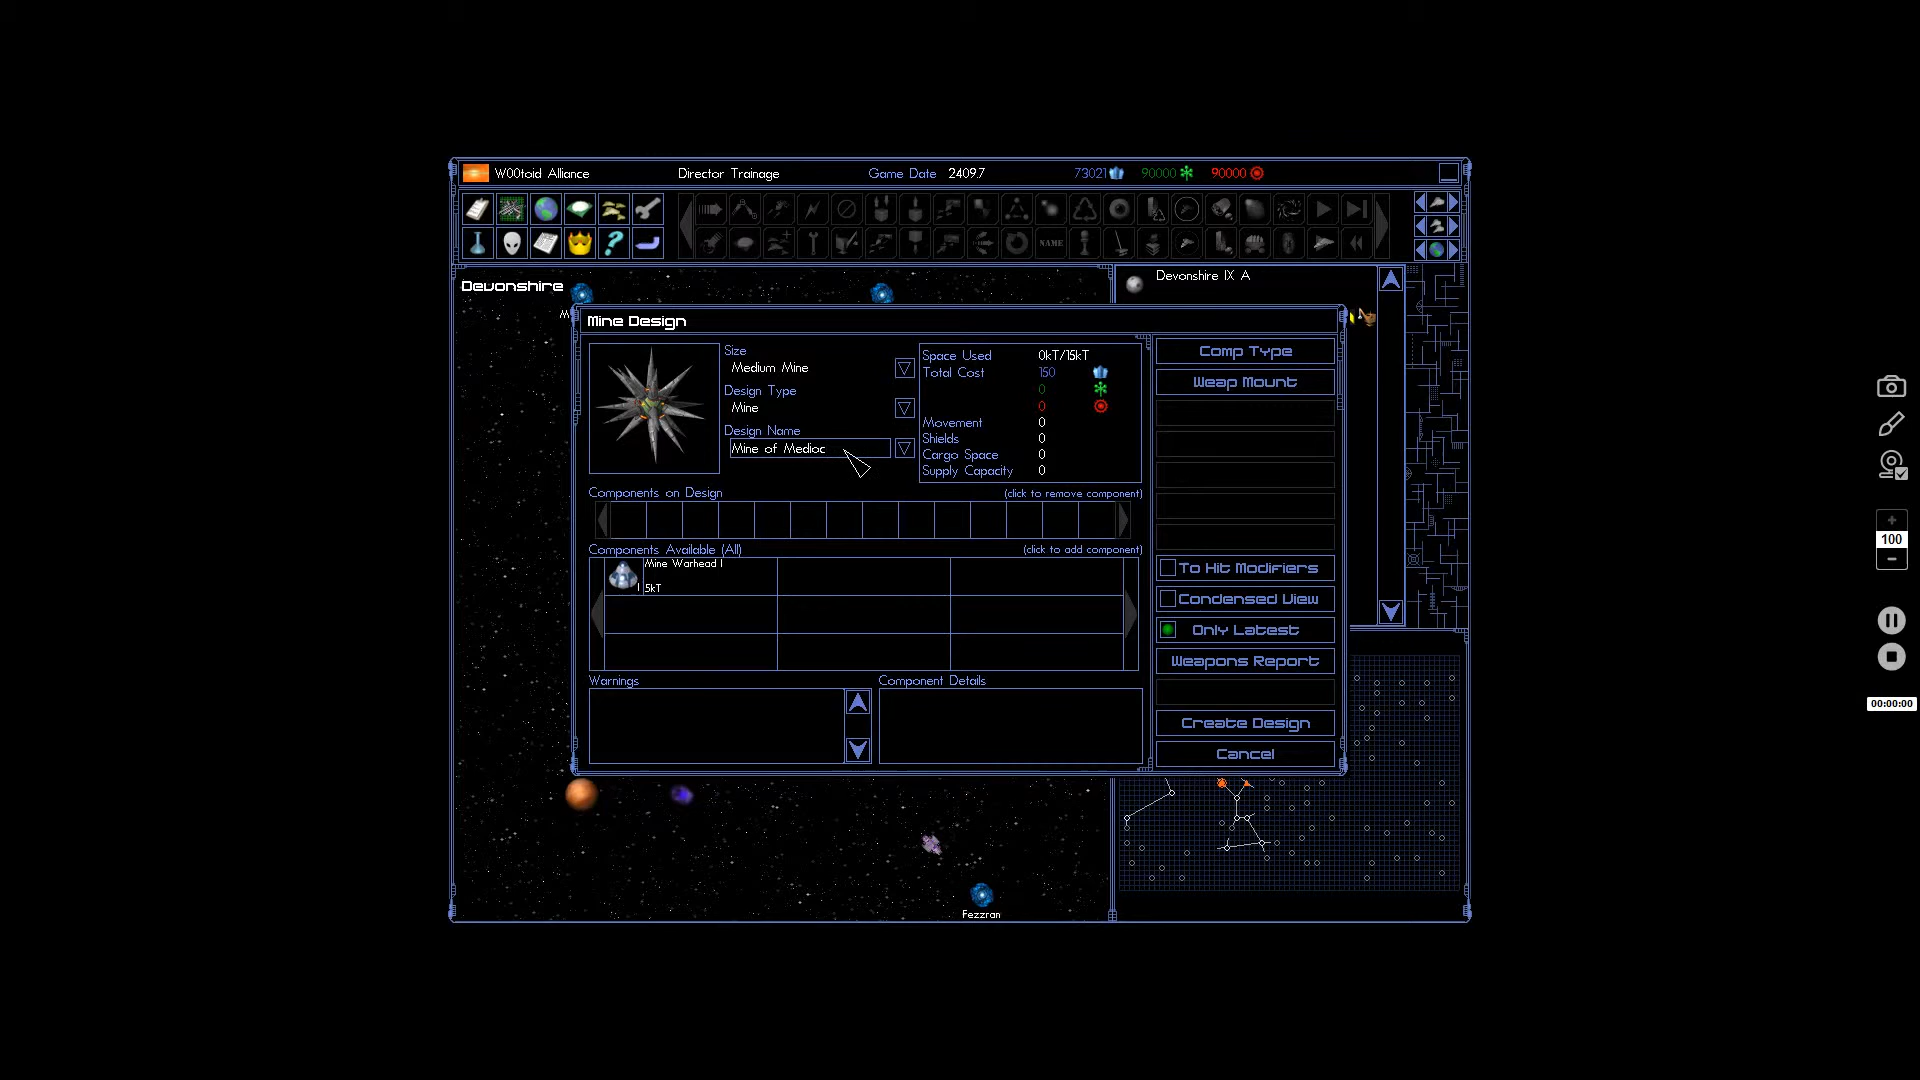 W00toid Alliance Director Trainage Game Date 2409.7 73021 90000 90000
NAME
Devonshire
Devonshire IX A
M
Mine Design
Size
Medium Mine
Design Type
Mine
Design Name
Mine of Medioc
Space Used 0kT/15kT
Total Cost 150
0
0
Movement 0
Shields 0
Cargo Space 0
Supply Capacity 0
Comp Type
Weap Mount
Components on Design (click to remove component)
Components Available (All) (click to add component)
Mine Warhead I
I 5kT
To Hit Modifiers
Condensed View
Only Latest
Weapons Report
Warnings
Component Details
Create Design
Cancel
Fezzran
100
00:00:00